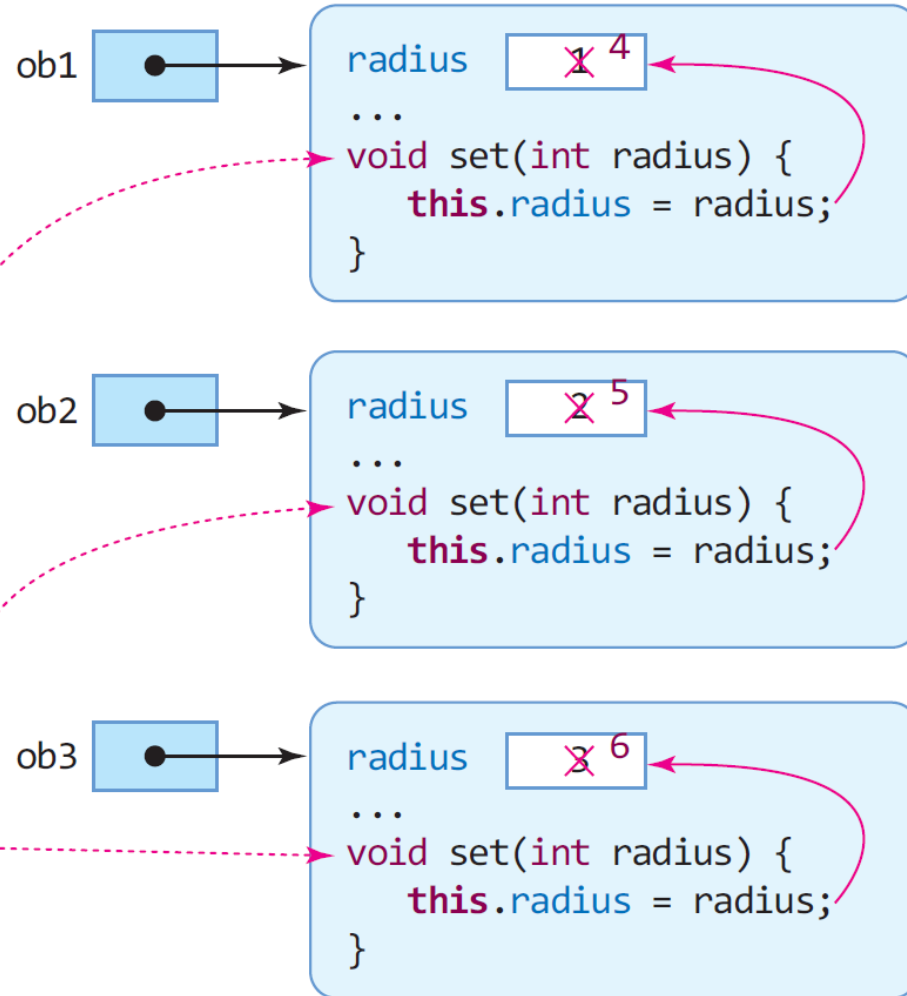 ob1 radius 1 4
...
void set(int radius) {
this.radius = radius;
}
ob2 radius 2 5
...
void set(int radius) {
this.radius = radius;
}
ob3 radius 3 6
...
void set(int radius) {
this.radius = radius;
}